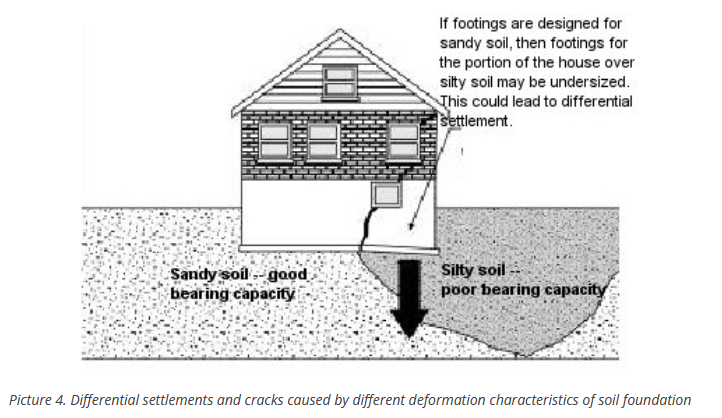 If footings are designed for
sandy soil, then footings for
the portion of the house over
silty soil may be undersized.
This could lead to differential
settlement.
Sandy soil -- good
bearing capacity
Silty soil --
poor bearing capacity
Picture 4. Differential settlements and cracks caused by different deformation characteristics of soil foundation